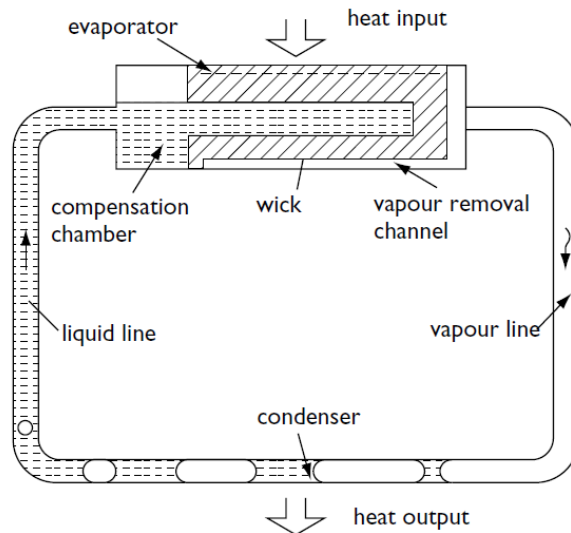 heat input
evaporator
compensation
chamber
wick
vapour removal
channel
liquid line
vapour line
condenser
heat output